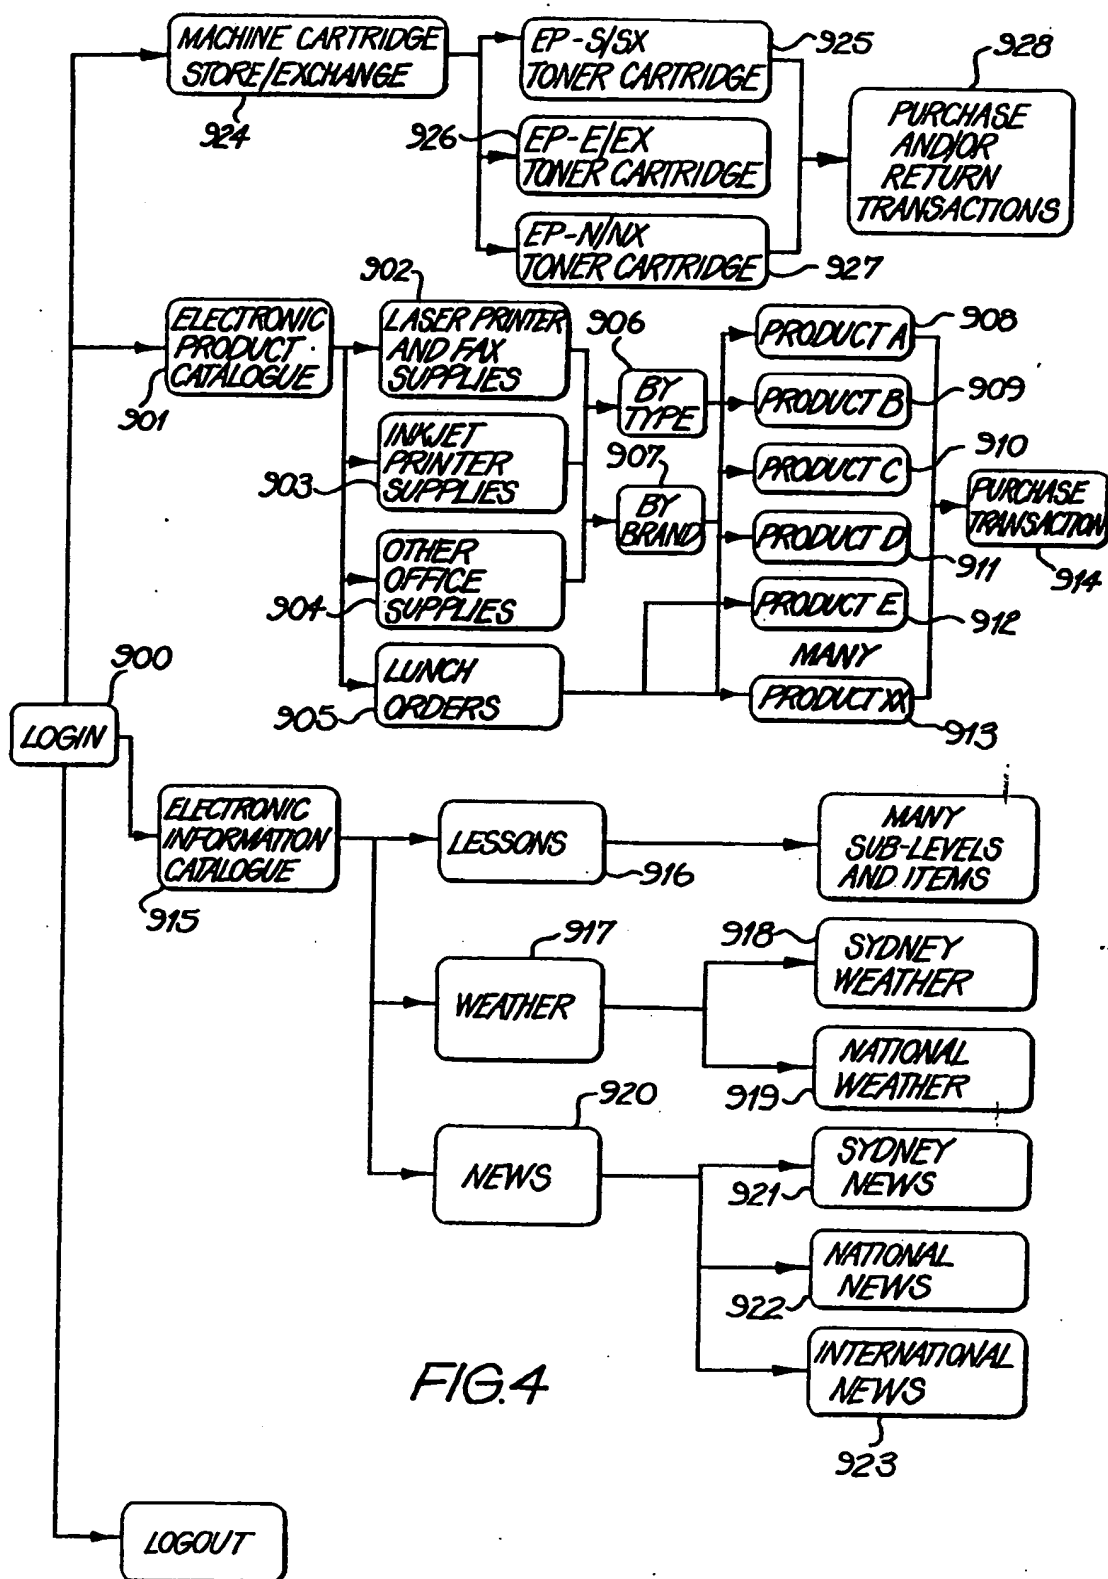 MACHINE CARTRIDGE
STORE/EXCHANGE
924
EP-S/SX
TONER CARTRIDGE
925
926
EP-E/EX
TONER CARTRIDGE
EP-N/NX
TONER CARTRIDGE
927
928
PURCHASE
AND/OR
RETURN
TRANSACTIONS
ELECTRONIC
PRODUCT
CATALOGUE
901
902
LASER PRINTER
AND FAX
SUPPLIES
INKJET
PRINTER
SUPPLIES
903
OTHER
OFFICE
SUPPLIES
904
LUNCH
ORDERS
905
906
BY
TYPE
907
BY
BRAND
PRODUCT A
908
PRODUCT B
909
PRODUCT C
910
PRODUCT D
911
PRODUCT E
912
MANY
PRODUCT XX
913
PURCHASE
TRANSACTION
914
900
LOGIN
ELECTRONIC
INFORMATION
CATALOGUE
915
LESSONS
916
MANY
SUB-LEVELS
AND ITEMS
917
WEATHER
918
SYDNEY
WEATHER
NATIONAL
WEATHER
919
920
NEWS
SYDNEY
NEWS
921
NATIONAL
NEWS
922
INTERNATIONAL
NEWS
923
FIG.4
LOGOUT